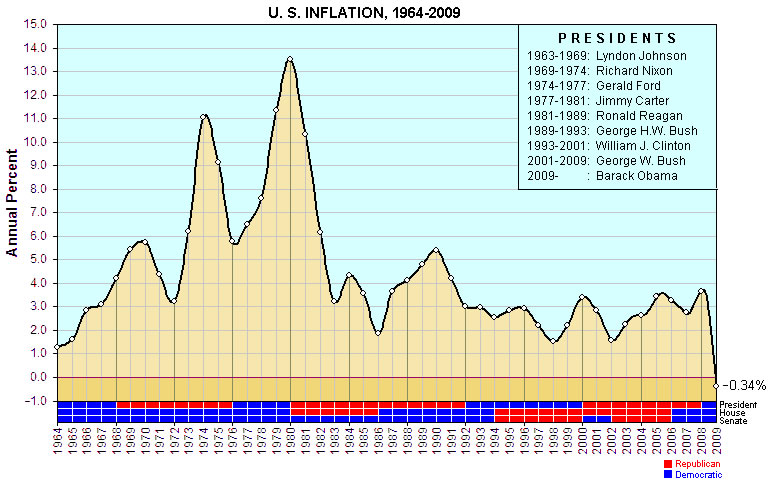 U. S. INFLATION, 1964-2009
15.0
14.0
13.0
12.0
11.0
10.0
9.0
8.0
7.0
6.0
5.0
4.0
3.0
2.0
1.0
0.0
-1.0
Annual Percent
PRESIDENTS
1963-1969: Lyndon Johnson
1969-1974: Richard Nixon
1974-1977: Gerald Ford
1977-1981: Jimmy Carter
1981-1989: Ronald Reagan
1989-1993: George H.W. Bush
1993-2001: William J. Clinton
2001-2009: George W. Bush
2009- : Barack Obama
−0.34%
President
House
Senate
1964 1965 1966 1967 1968 1969 1970 1971 1972 1973 1974 1975 1976 1977 1978 1979 1980 1981 1982 1983 1984 1985 1986 1987 1988 1989 1990 1991 1992 1993 1994 1995 1996 1997 1998 1999 2000 2001 2002 2003 2004 2005 2006 2007 2008 2009
Republican
Democratic